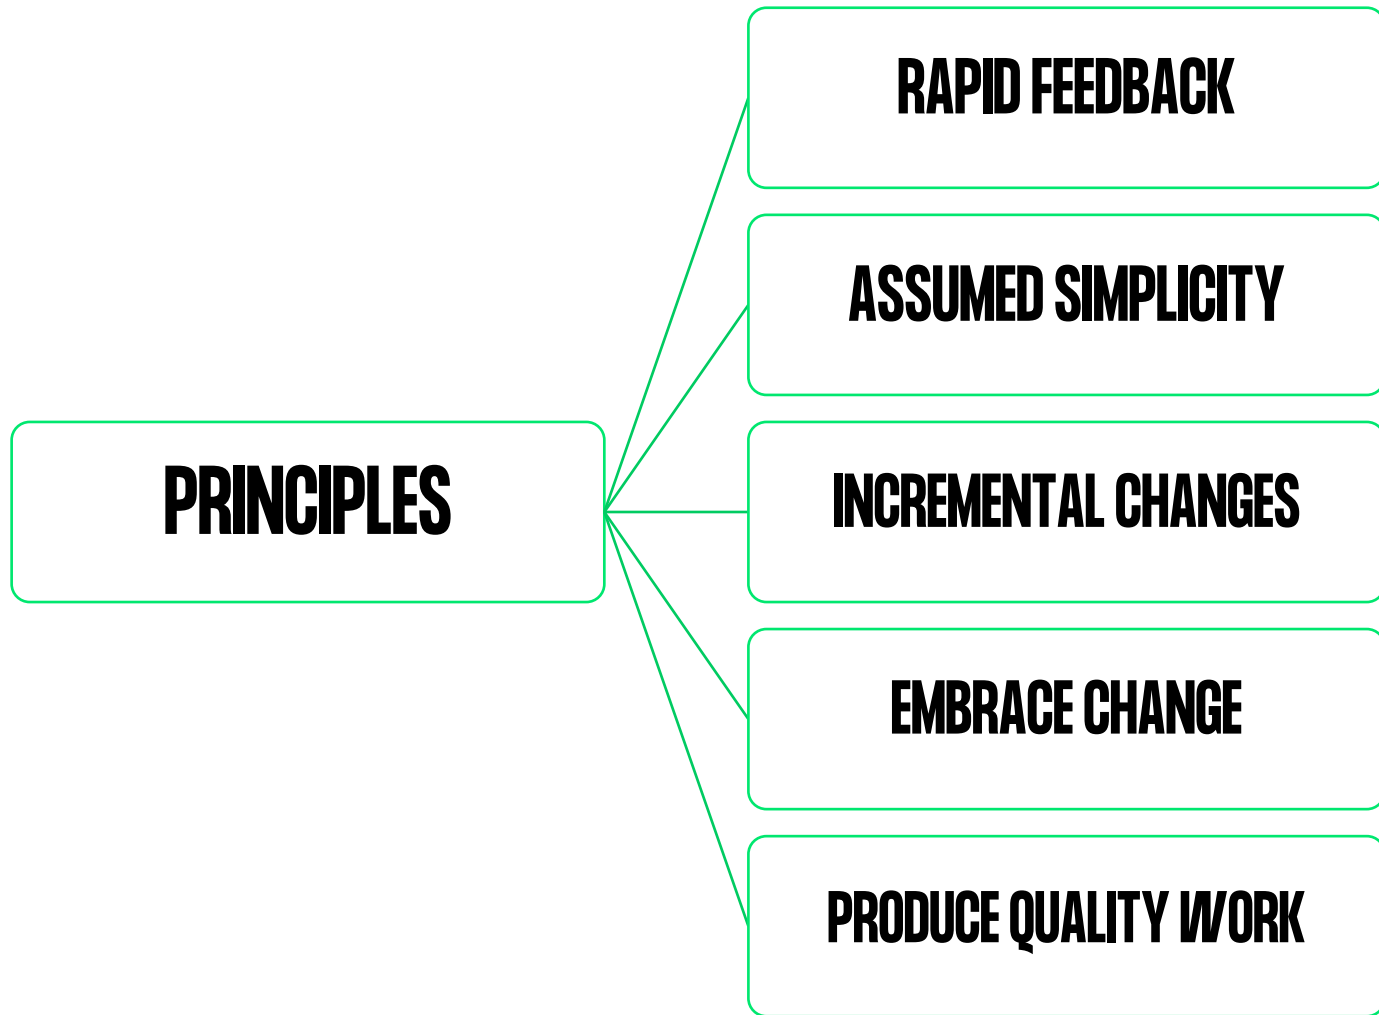 RAPID FEEDBACK
ASSUMED SIMPLICITY
PRINCIPLES
INCREMENTAL CHANGES
EMBRACE CHANGE
PRODUCE QUALITY WORK